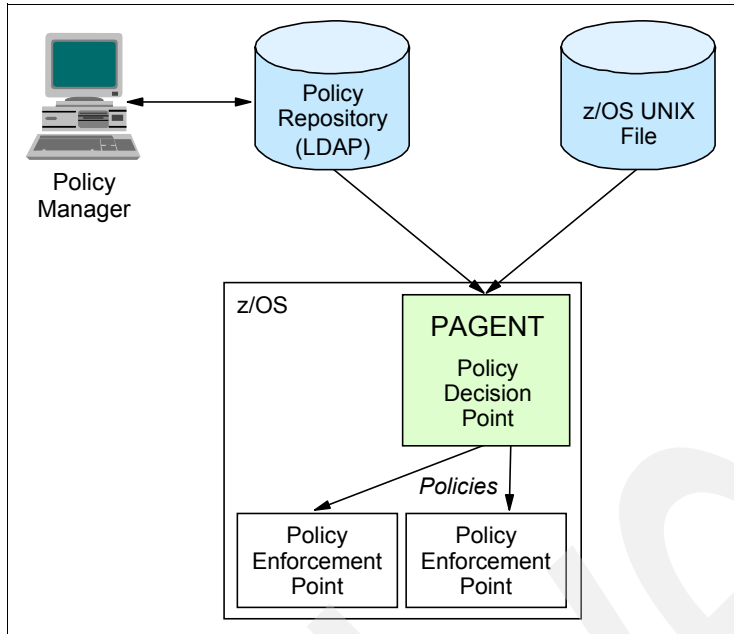 Policy
Repository
(LDAP)
z/OS UNIX
File
Policy
Manager
z/OS
PAGENT
Policy
Decision
Point
Policies
Policy
Enforcement
Point
Policy
Enforcement
Point